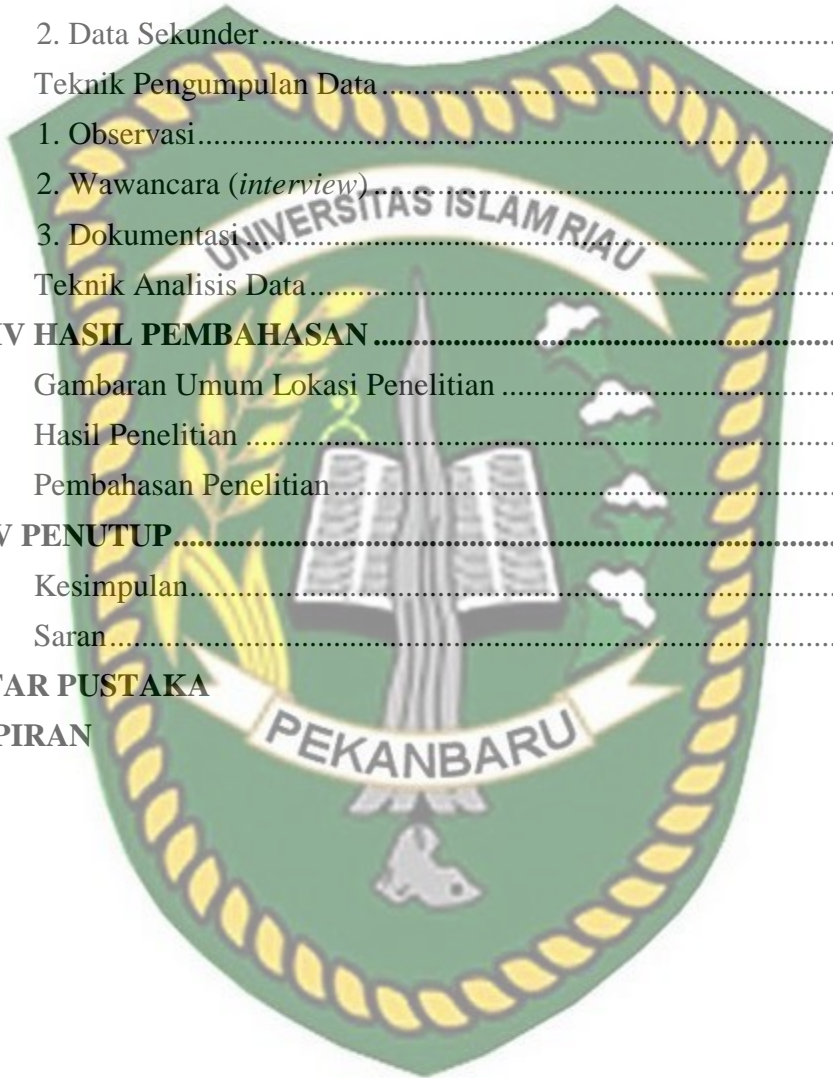 2. Data Sekunder........................................................................
Teknik Pengumpulan Data........................................................................
1. Observasi........................................................................
2. Wawancara (interview)........................................................................
3. Dokumentasi........................................................................
Teknik Analisis Data........................................................................
IV HASIL PEMBAHASAN........................................................................
Gambaran Umum Lokasi Penelitian........................................................................
Hasil Penelitian........................................................................
Pembahasan Penelitian........................................................................
V PENUTUP........................................................................
Kesimpulan........................................................................
Saran........................................................................
TAR PUSTAKA
PIRAN
UNIVERSITAS ISLAM RIAU
PEKANBARU